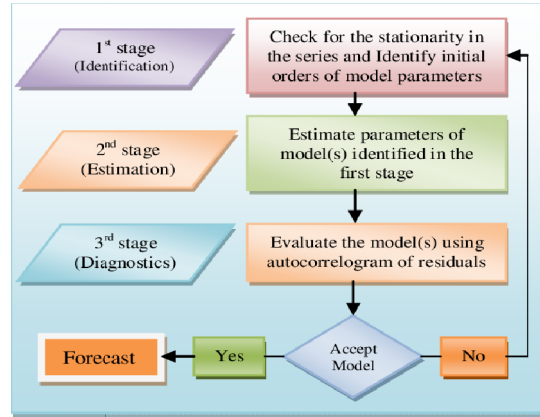 1st stage
(Identification)
Check for the stationarity in
the series and Identify initial
orders of model parameters
2nd stage
(Estimation)
Estimate parameters of
model(s) identified in the
first stage
3rd stage
(Diagnostics)
Evaluate the model(s) using
autocorrelogram of residuals
Forecast
Yes
Accept
Model
No